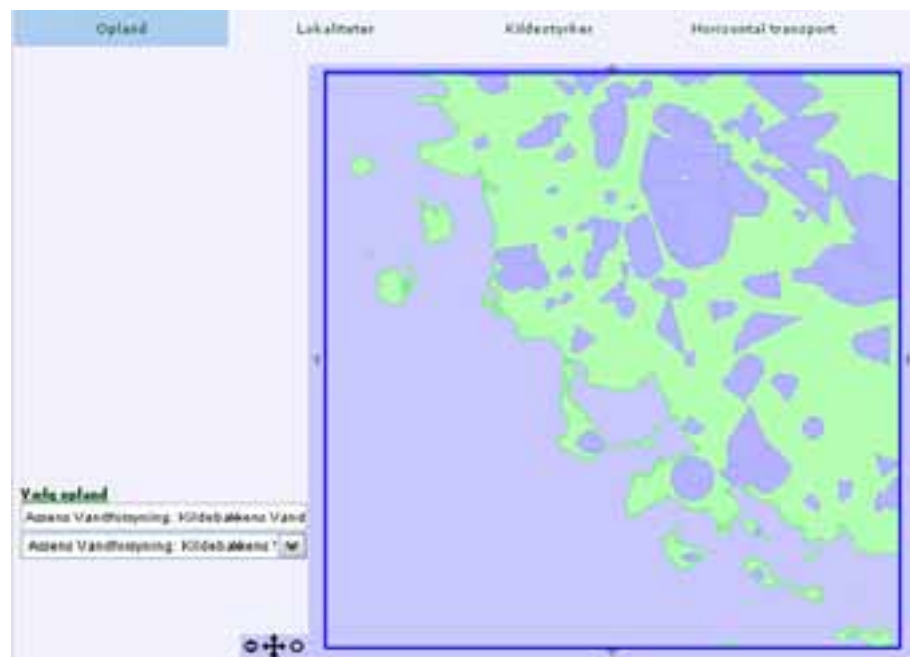 Opland Lokaliteter Kildestyrker Horisontal transport
Vælg opland
Assens Vandforsyning: Kildebakkens Vand
Assens Vandforsyning: Kildebakkens